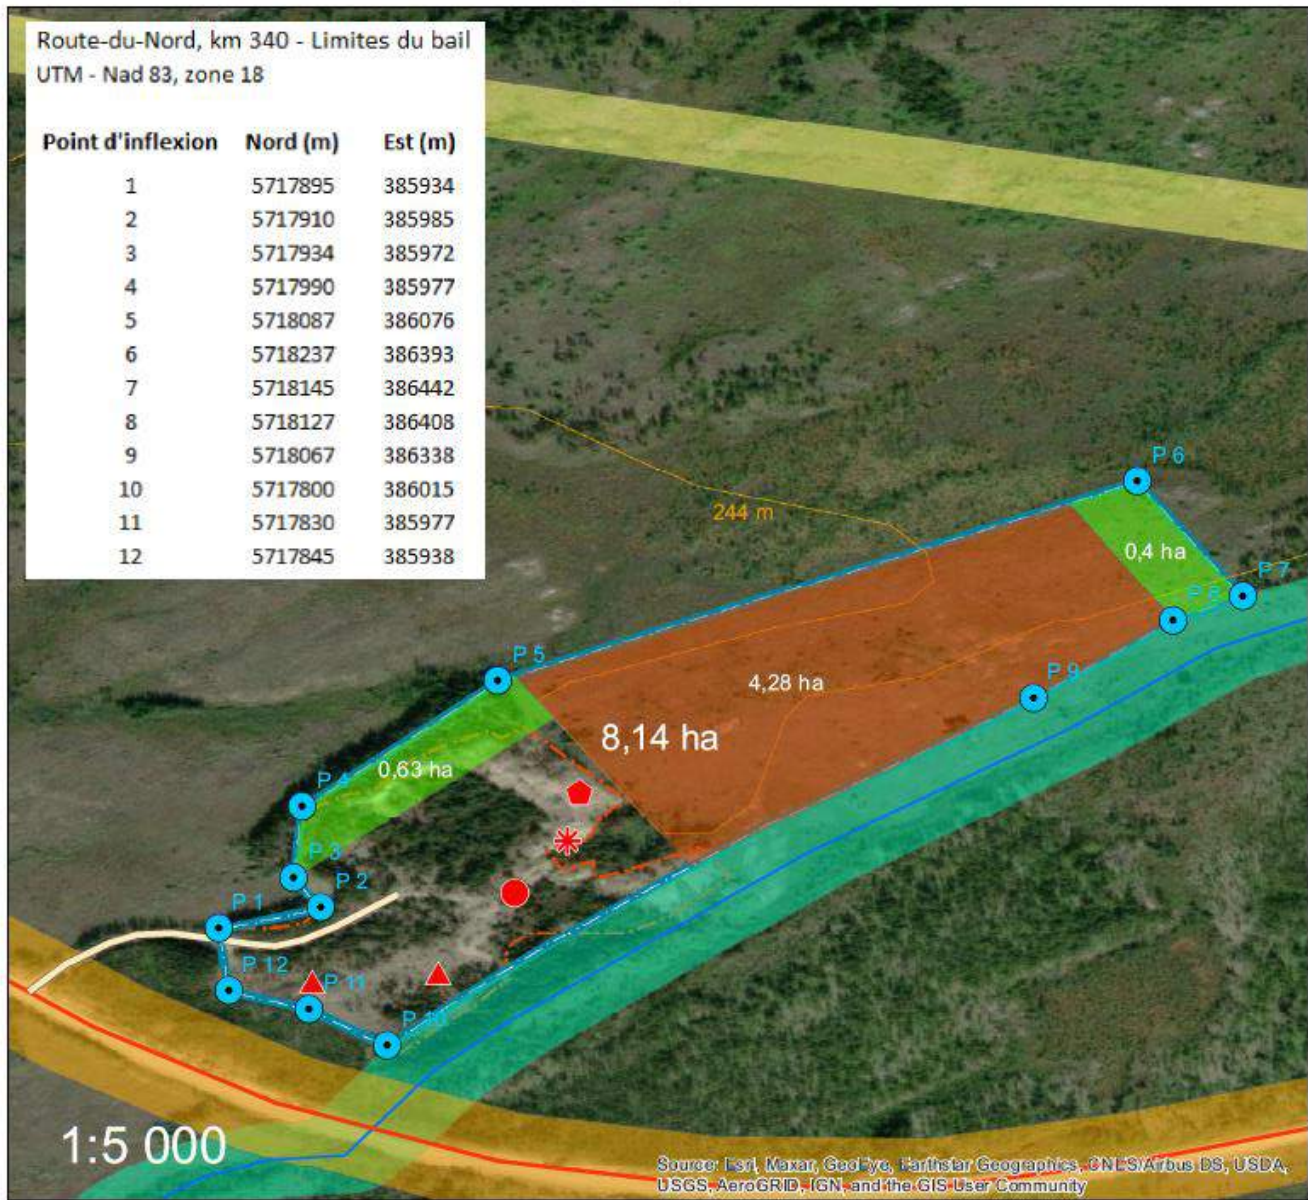 Route-du-Nord, km 340 - Limites du bail
UTM - Nad 83, zone 18
Point d'inflexion Nord (m) Est (m)
1 5717895 385934
2 5717910 385985
3 5717934 385972
4 5717990 385977
5 5718087 386076
6 5718237 386393
7 5718145 386442
8 5718127 386408
9 5718067 386338
10 5717800 386015
11 5717830 385977
12 5717845 385938
P 6
244 m
0,4 ha
P 7
P 8
P 5
4,28 ha
P 9
8,14 ha
0,63 ha
P 4
P 3
P 2
P 1
P 12
P 11
P 10
1:5 000
Source: Esri, Maxar, GeoEye, Earthstar Geographics, CNES/Airbus DS, USDA,
USGS, AeroGRID, IGN, and the GIS User Community